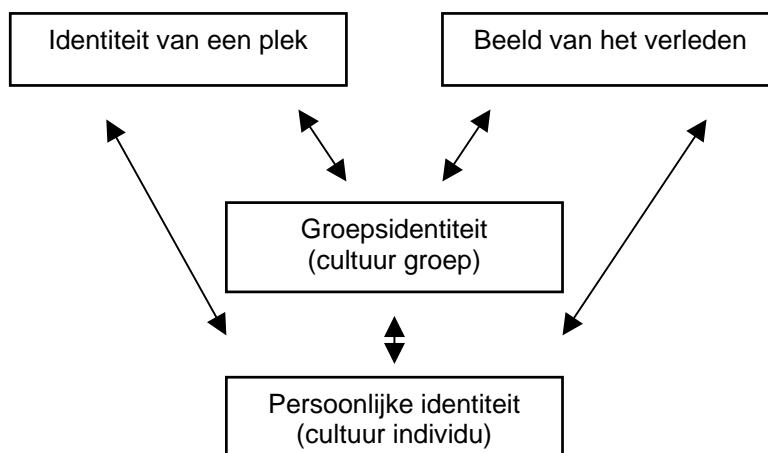 Identiteit van een plek
Beeld van het verleden
Groepsidentiteit
(cultuur groep)
Persoonlijke identiteit
(cultuur individu)